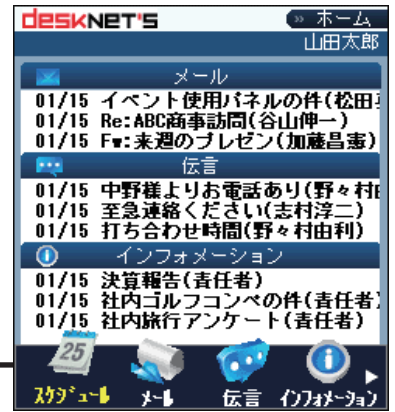 desknet's
ホーム
山田太郎
メール
01/15 イベント使用パネルの件(松田
01/15 Re:ABC商事訪問(谷山伸一)
01/15 Fw:来週のプレゼン(加藤昌憲)
伝言
01/15 中野様よりお電話あり(野々村
01/15 至急連絡ください(志村淳二)
01/15 打ち合わせ時間(野々村由利)
インフォメーション
01/15 決算報告(責任者)
01/15 社内ゴルフコンペの件(責任者)
01/15 社内旅行アンケート(責任者)
25
スケジュール メール 伝言 インフォメーション